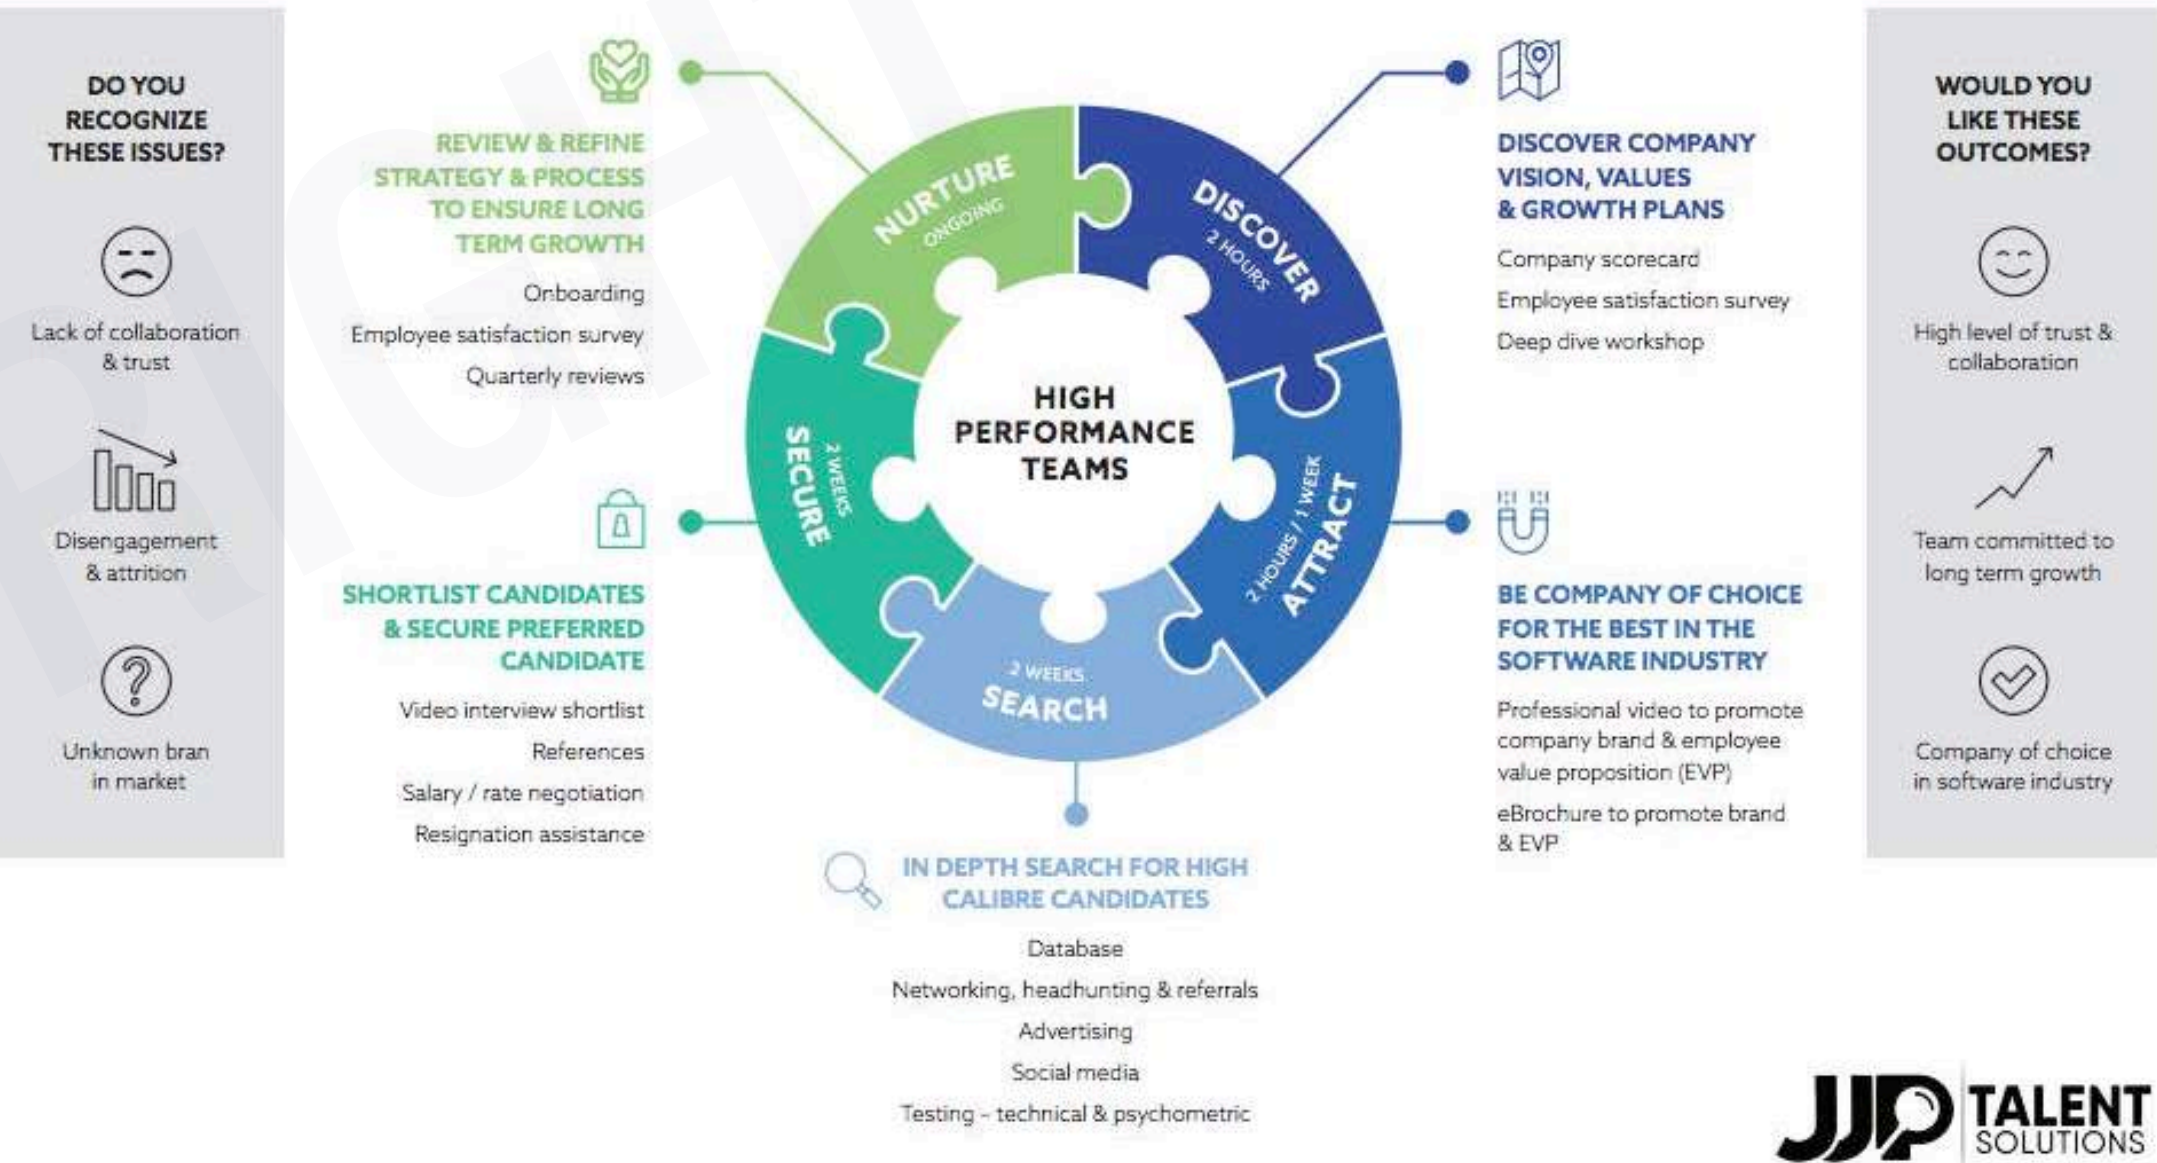 DO YOU
RECOGNIZE
THESE ISSUES?
Lack of collaboration
& trust
Disengagement
& attrition
Unknown bran
in market
REVIEW & REFINE
STRATEGY & PROCESS
TO ENSURE LONG
TERM GROWTH
Onboarding
Employee satisfaction survey
Quarterly reviews
SHORTLIST CANDIDATES
& SECURE PREFERRED
CANDIDATE
Video interview shortlist
References
Salary / rate negotiation
Resignation assistance
NURTURE
ONGOING
DISCOVER
2 HOURS
SECURE
2 WEEKS
HIGH
PERFORMANCE
TEAMS
2 HOURS / 1 WEEK
ATTRACT
2 WEEKS
SEARCH
IN DEPTH SEARCH FOR HIGH
CALIBRE CANDIDATES
Database
Networking, headhunting & referrals
Advertising
Social media
Testing - technical & psychometric
DISCOVER COMPANY
VISION, VALUES
& GROWTH PLANS
Company scorecard
Employee satisfaction survey
Deep dive workshop
BE COMPANY OF CHOICE
FOR THE BEST IN THE
SOFTWARE INDUSTRY
Professional video to promote
company brand & employee
value proposition (EVP)
eBrochure to promote brand
& EVP
WOULD YOU
LIKE THESE
OUTCOMES?
High level of trust &
collaboration
Team committed to
long term growth
Company of choice
in software industry
JJP TALENT
SOLUTIONS